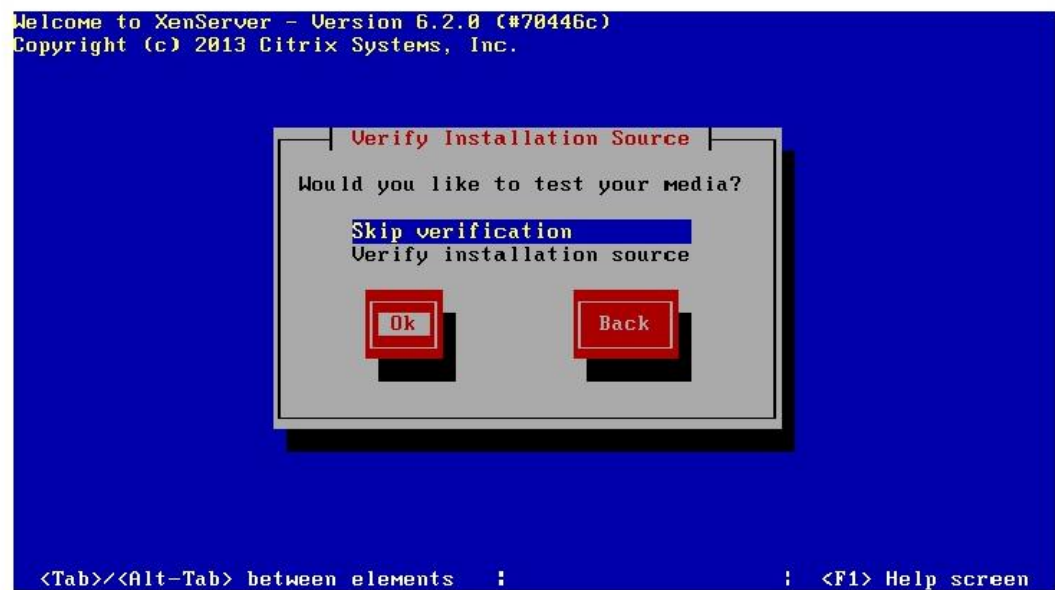 Welcome to XenServer - Version 6.2.0 (#70446c)
Copyright (c) 2013 Citrix Systems, Inc.
Verify Installation Source
Would you like to test your media?
Skip verification
Verify installation source
Ok Back
<Tab>/<Alt-Tab> between elements | | <F1> Help screen